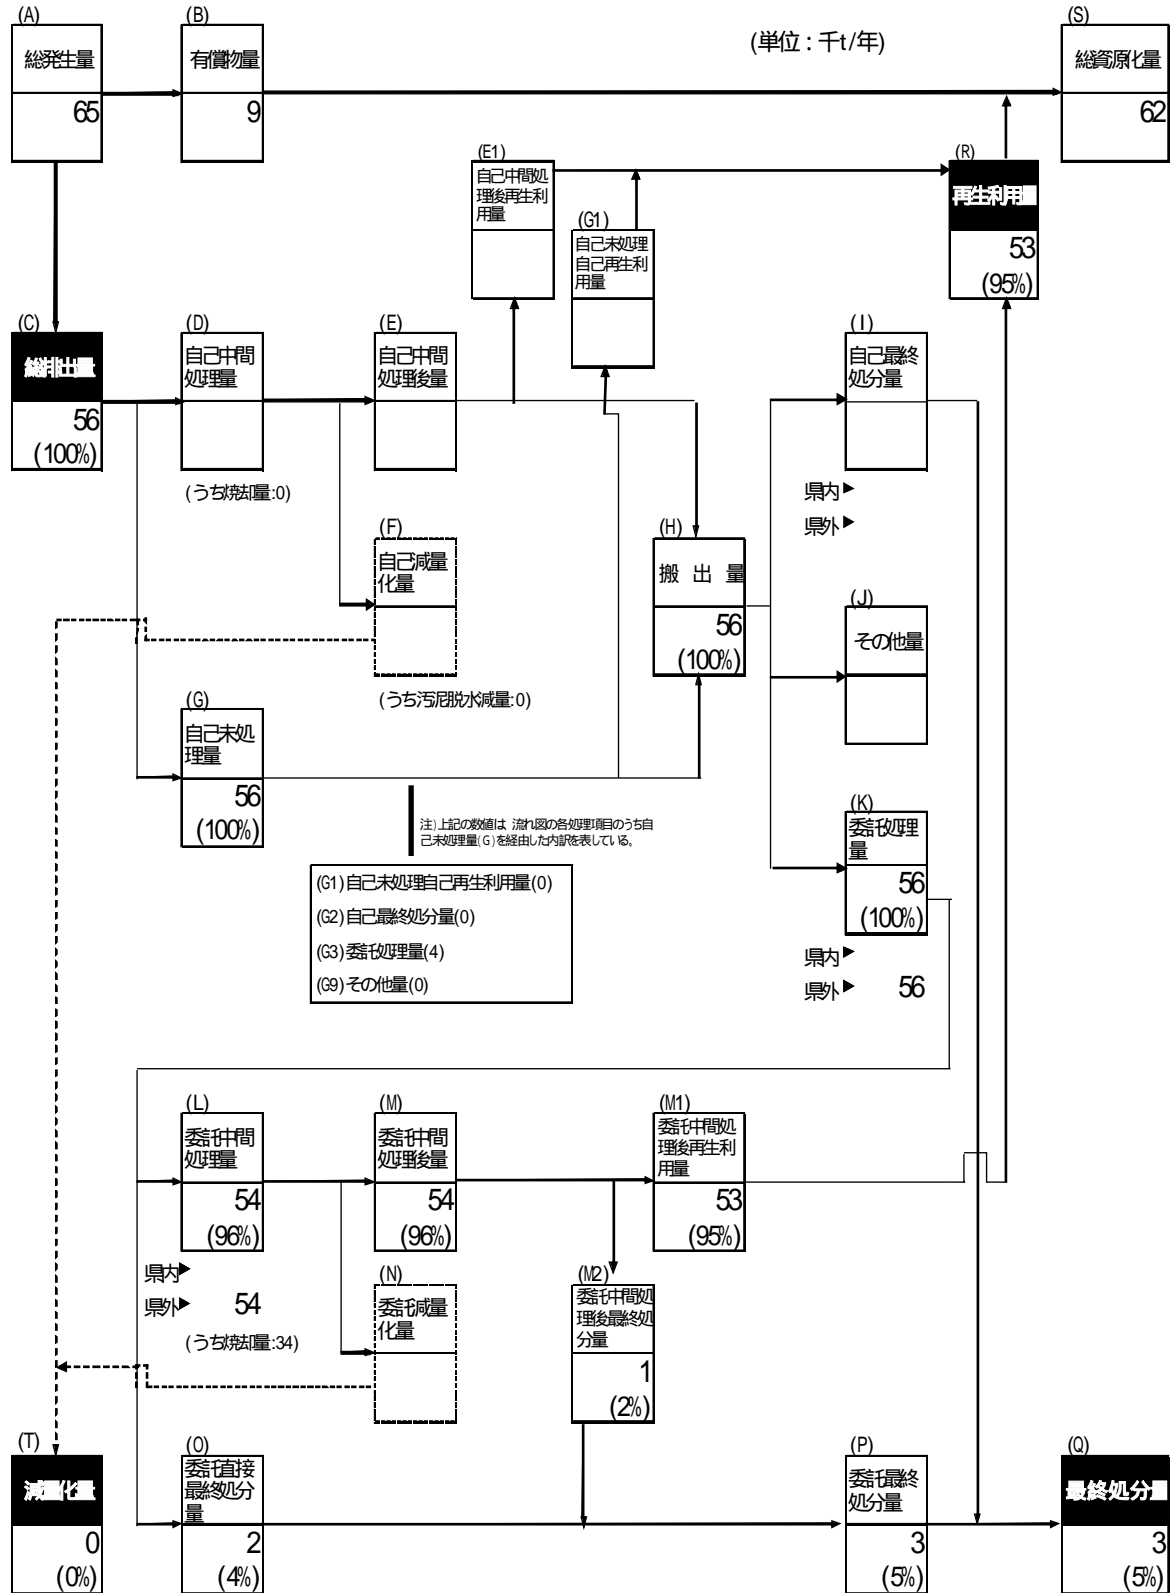 (A)
総発生量
65
(B)
有償物量
9
(単位:千t/年)
(S)
総資源化量
62
(E1)
自己中間処
理後再生利
用量
(G1)
自己未処理
自己再生利
用量
(R)
再生利用量
53
(95%)
(C)
総排出量
56
(100%)
(D)
自己中間
処理量
(うち焼却量:0)
(E)
自己中間
処理後量
(I)
自己最終
処分量
県内▶
県外▶
(F)
自己減量
化量
(うち汚泥脱水減量:0)
(H)
搬 出 量
56
(100%)
(J)
その他量
(G)
自己未処
理量
56
(100%)
注)上記の数値は 流れ図の各処理項目のうち自
己未処理量(G)を経由した内訳を表している。
(G1)自己未処理自己再生利用量(0)
(G2)自己最終処分量(0)
(G3)委託処理量(4)
(G9)その他量(0)
(K)
委託処理
量
56
(100%)
県内▶
県外▶ 56
(L)
委託中間
処理量
54
(96%)
県内▶
県外▶ 54
(うち焼却量:34)
(M)
委託中間
処理後量
54
(96%)
(M1)
委託中間処
理後再生利
用量
53
(95%)
(N)
委託減量
化量
(M2)
委託中間処
理後最終処
分量
1
(2%)
(T)
減量化量
0
(0%)
(O)
委託直接
最終処分
量
2
(4%)
(P)
委託最終
処分量
3
(5%)
(Q)
最終処分量
3
(5%)